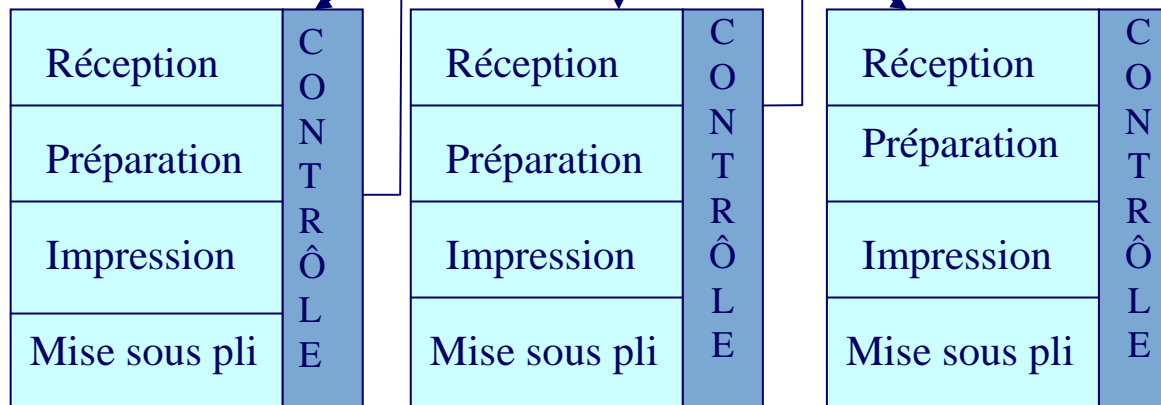 Réception
Préparation
Impression
Mise sous pli
CONTRÔLE
Réception
Préparation
Impression
Mise sous pli
CONTRÔLE
Réception
Préparation
Impression
Mise sous pli
CONTRÔLE